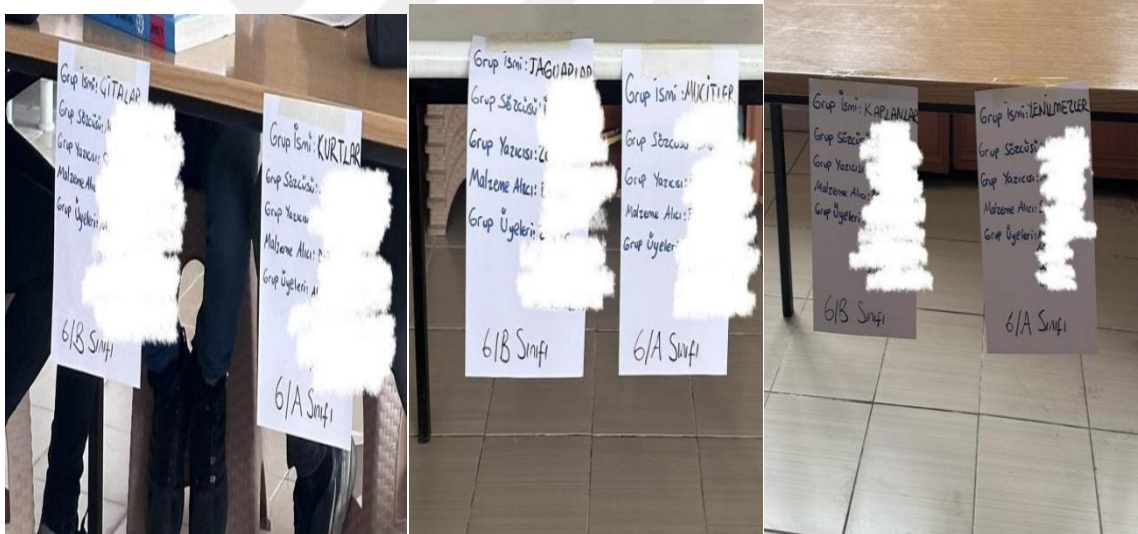 Grup İsmi: ÇİTALAR
Grup Sözcüsü:
Grup Yazıcısı:
Malzeme Alıcı:
Grup Üyeleri:
6/B Sınıfı
Grup İsmi: KURTLAR
Grup Sözcüsü:
Grup Yazıcısı:
Malzeme Alıcı:
Grup Üyeleri:
6/A Sınıfı
Grup İsmi: JAGUARLAR
Grup Sözcüsü:
Grup Yazıcısı:
Malzeme Alıcı:
Grup Üyeleri:
6/B Sınıfı
Grup İsmi: MUCİTLER
Grup Sözcüsü
Grup Yazıcısı:
Malzeme Alıcı:
Grup Üyeleri:
6/A Sınıfı
Grup İsmi: KAPLANLAR
Grup Sözcüsü:
Grup Yazıcısı:
Malzeme Alıcı:
Grup Üyeleri:
6/B Sınıfı
Grup İsmi: YENİLMEZLER
Grup Sözcüsü:
Grup Yazıcısı:
Malzeme Alıcı:
Grup Üyeleri:
6/A Sınıfı